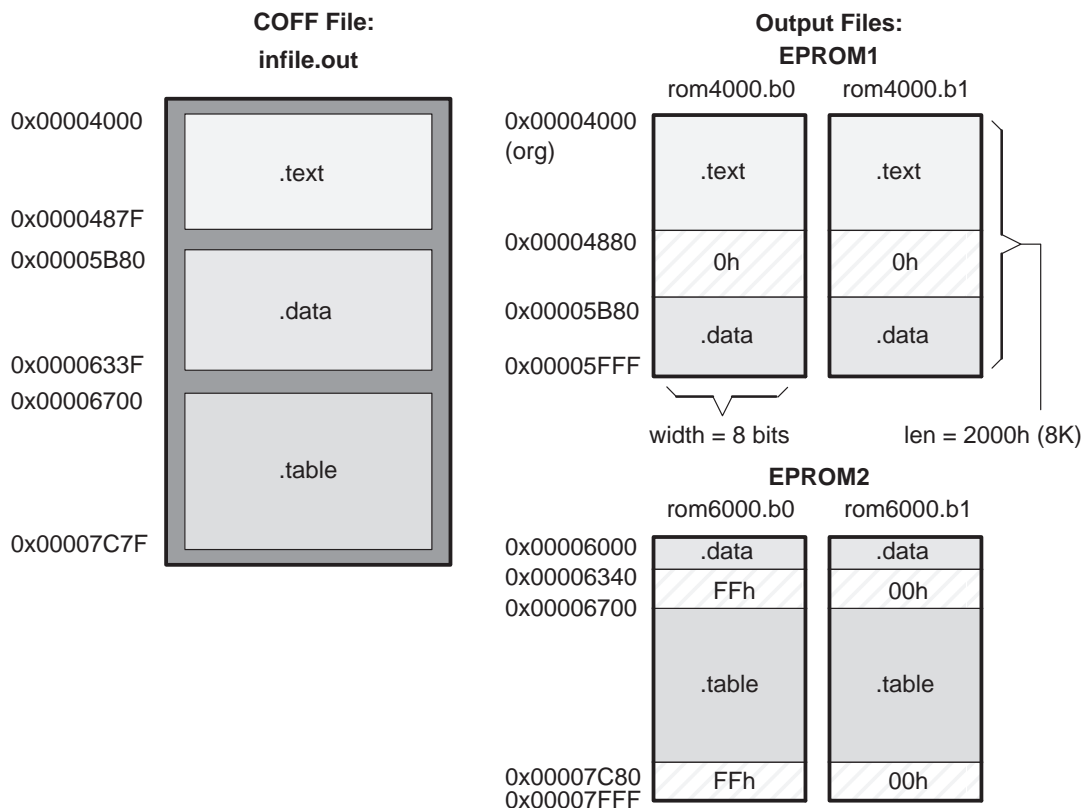 COFF File:
infile.out
0x00004000
.text
0x0000487F
0x00005B80
.data
0x0000633F
0x00006700
.table
0x00007C7F
Output Files:
EPROM1
rom4000.b0
rom4000.b1
0x00004000
(org)
.text
.text
0x00004880
0h
0h
0x00005B80
.data
.data
0x00005FFF
width = 8 bits
len = 2000h (8K)
EPROM2
rom6000.b0
rom6000.b1
0x00006000
.data
.data
0x00006340
FFh
00h
0x00006700
.table
.table
0x00007C80
FFh
00h
0x00007FFF